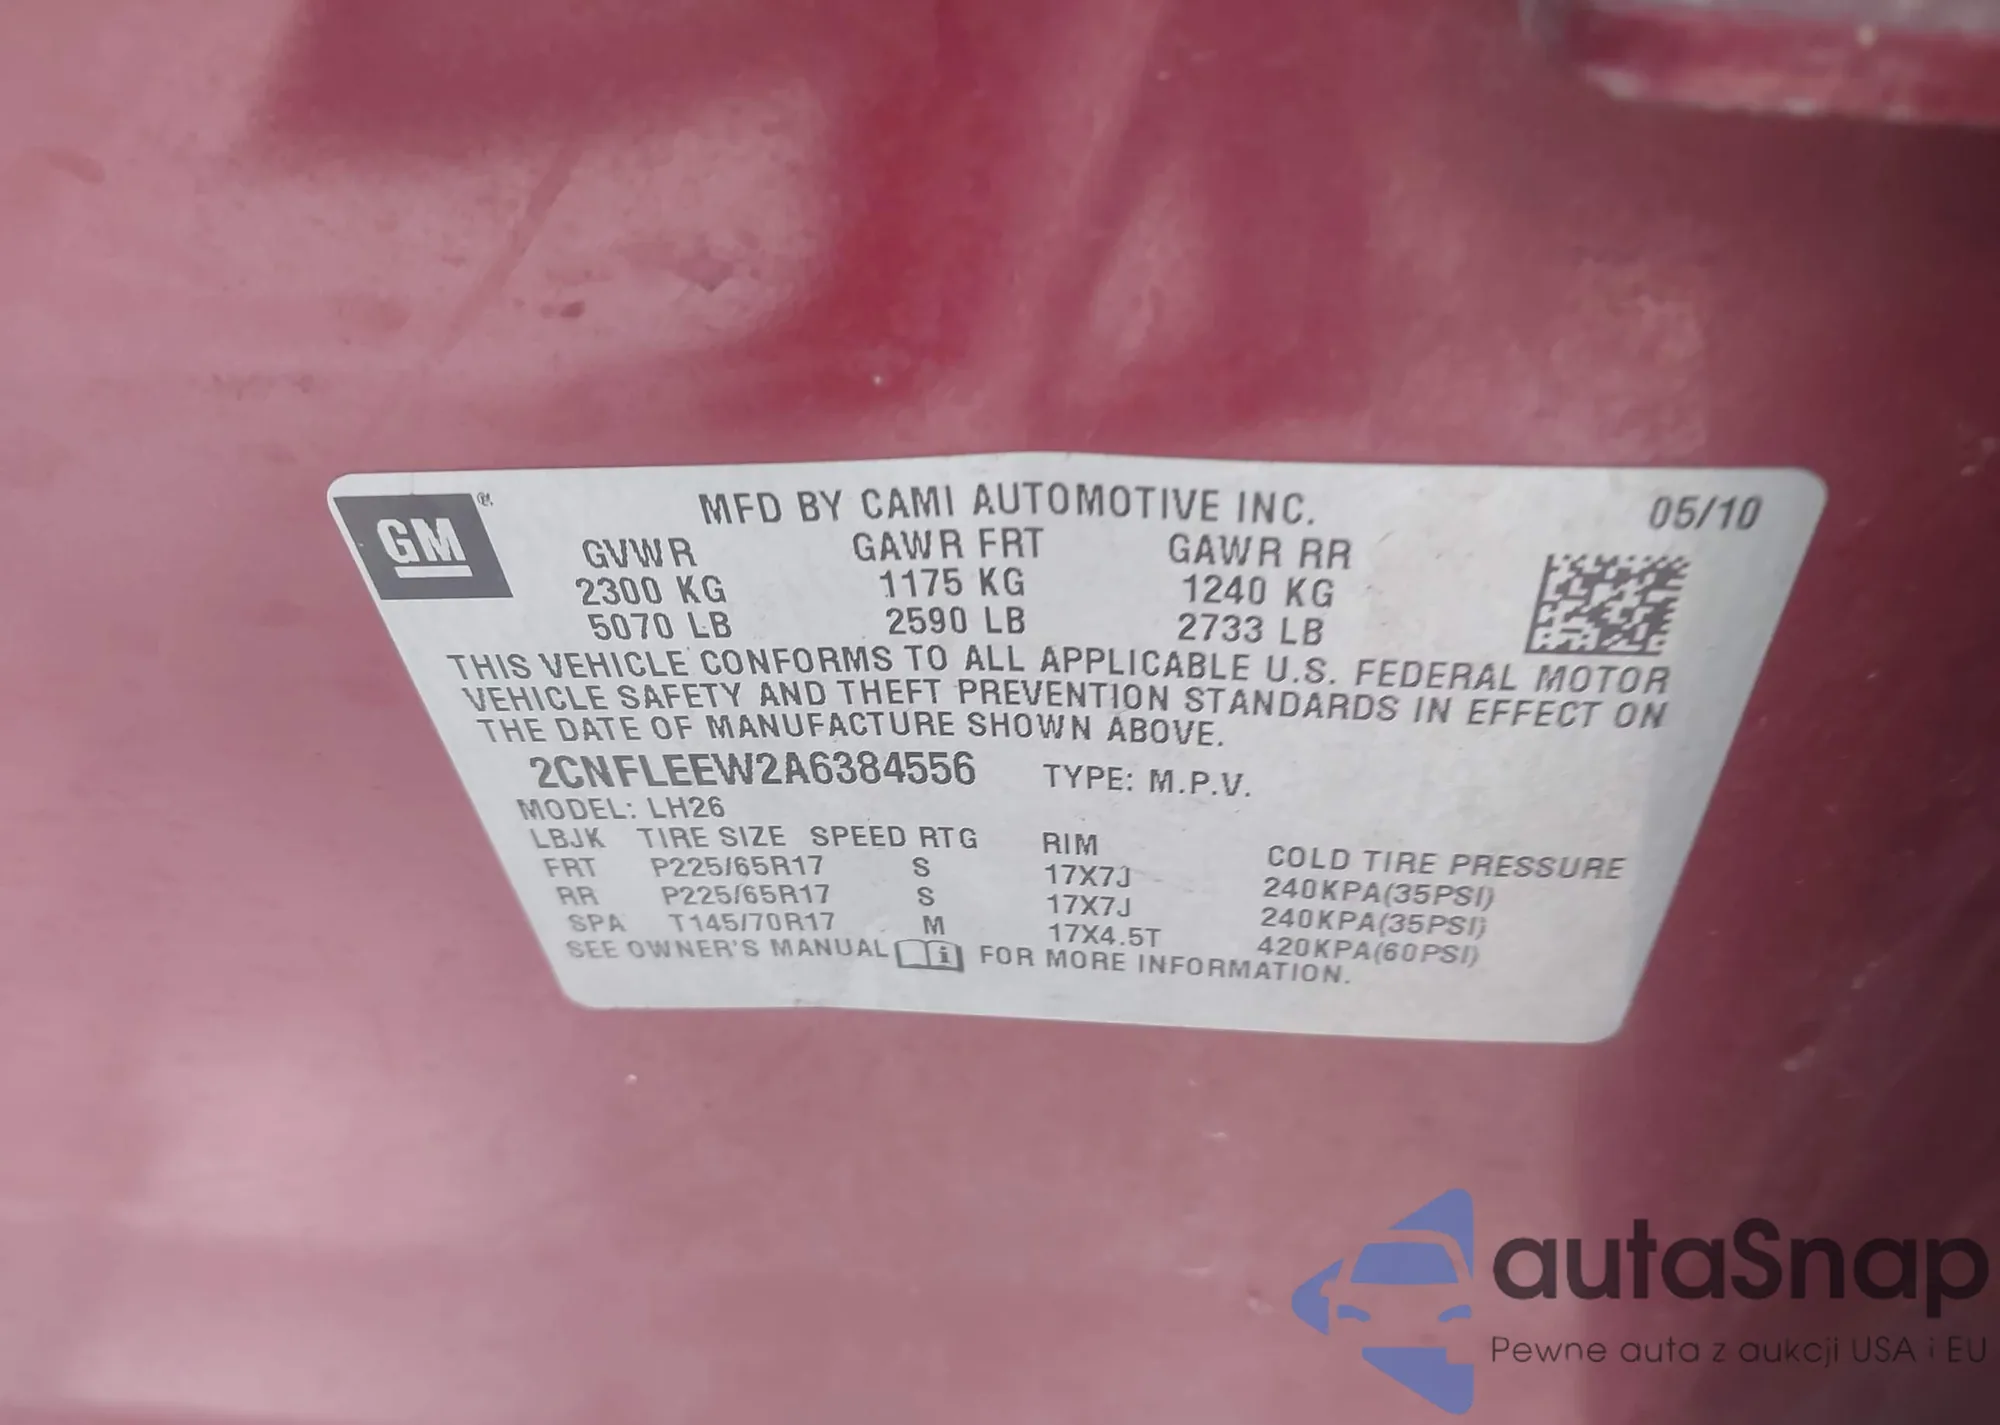 GM ®
MFD BY CAMI AUTOMOTIVE INC. 05/10
GVWR GAWR FRT GAWR RR
2300 KG 1175 KG 1240 KG
5070 LB 2590 LB 2733 LB
THIS VEHICLE CONFORMS TO ALL APPLICABLE U.S. FEDERAL MOTOR
VEHICLE SAFETY AND THEFT PREVENTION STANDARDS IN EFFECT ON
THE DATE OF MANUFACTURE SHOWN ABOVE.
2CNFLEEW2A6384556 TYPE: M.P.V.
MODEL: LH26
LBJK TIRE SIZE SPEED RTG RIM COLD TIRE PRESSURE
FRT P225/65R17 S 17X7J 240KPA(35PSI)
RR P225/65R17 S 17X7J 240KPA(35PSI)
SPA T145/70R17 M 17X4.5T 420KPA(60PSI)
SEE OWNER'S MANUAL i FOR MORE INFORMATION.
autaSnap
Pewne auta z aukcji USA i EU